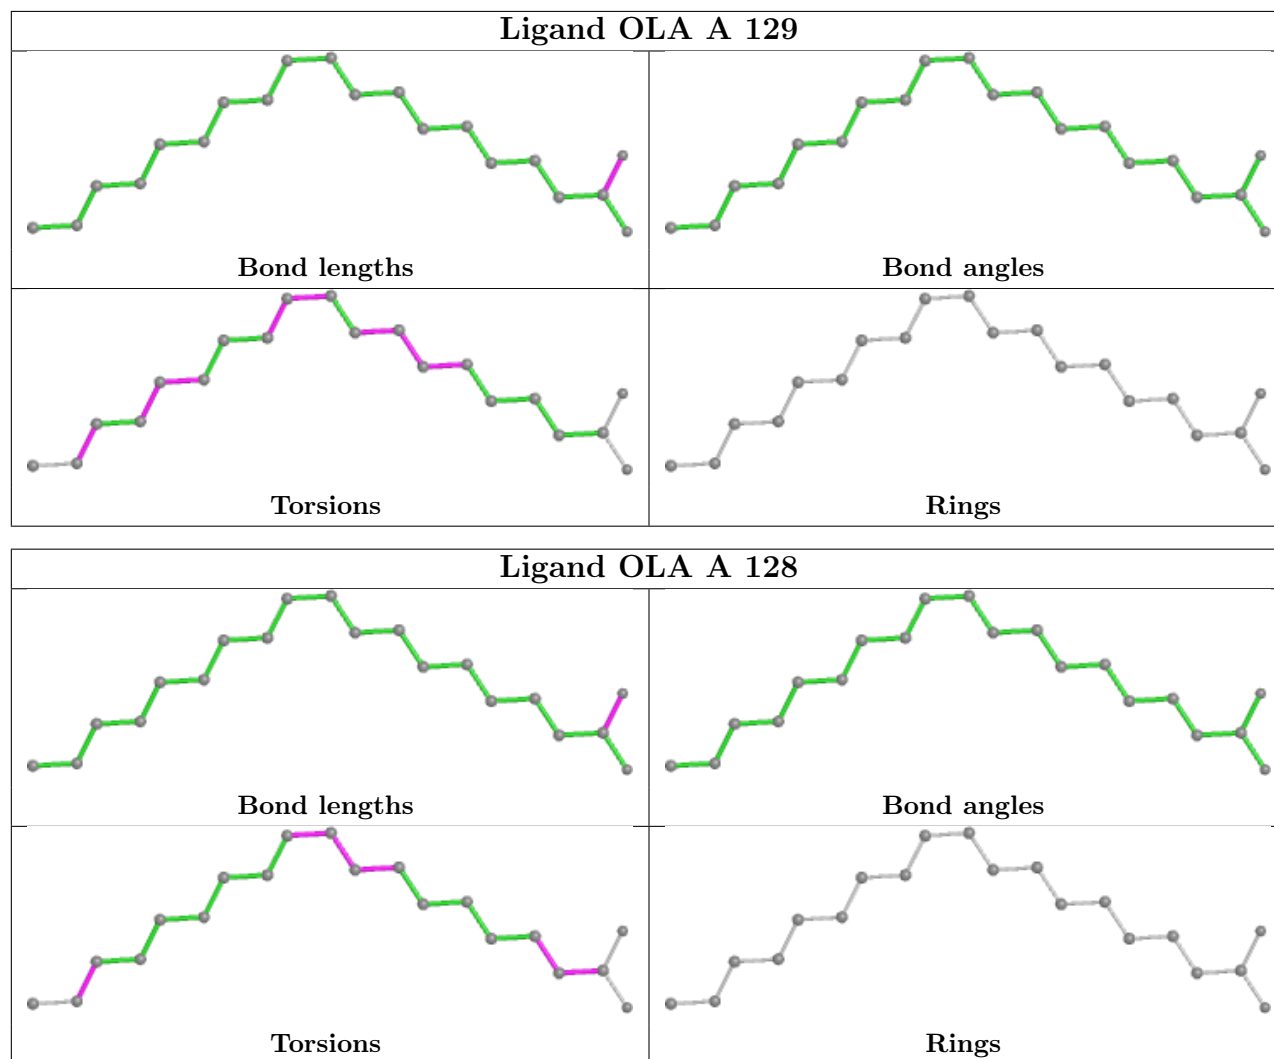 Ligand OLA A 129
Bond lengths
Bond angles
Torsions
Rings
Ligand OLA A 128
Bond lengths
Bond angles
Torsions
Rings